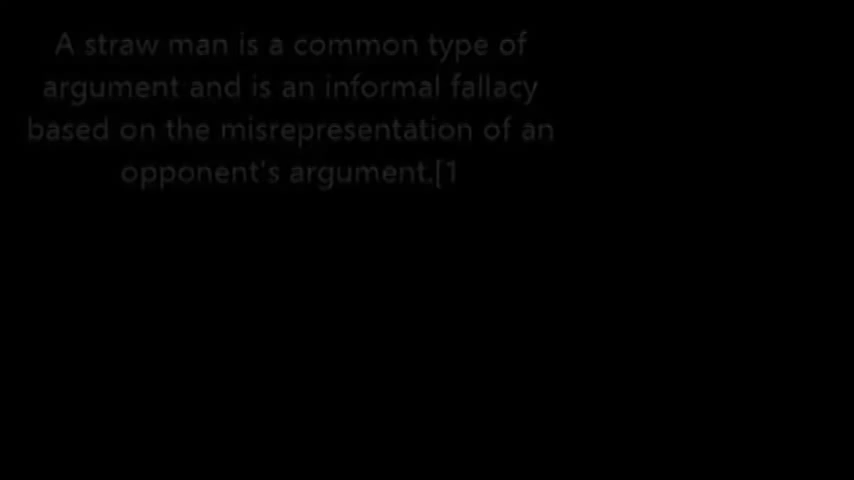 A straw man is a common type of
argument and is an informal fallacy
based on the misrepresentation of an
opponent's argument.[1